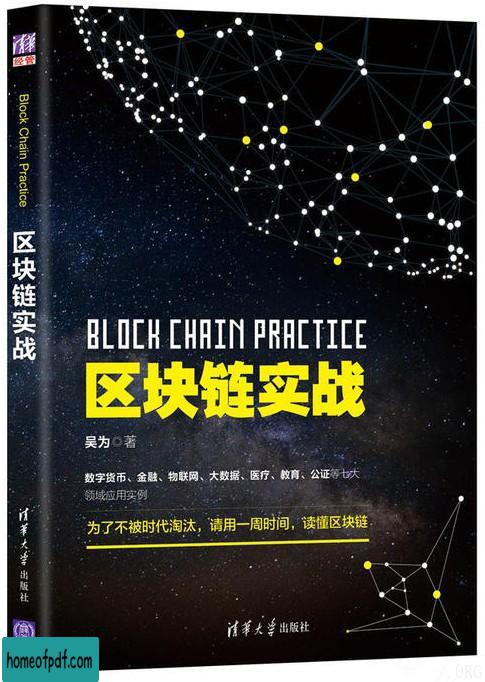 清华
经管
Block Chain Practice
区块链实战
清华大学出版社
BLOCK CHAIN PRACTICE
区块链实战
吴为◎著
数字货币、金融、物联网、大数据、医疗、教育、公证等七大
领域应用实例
为了不被时代淘汰，请用一周时间，读懂区块链
清华大学出版社
homeofpdf.com
.ORG